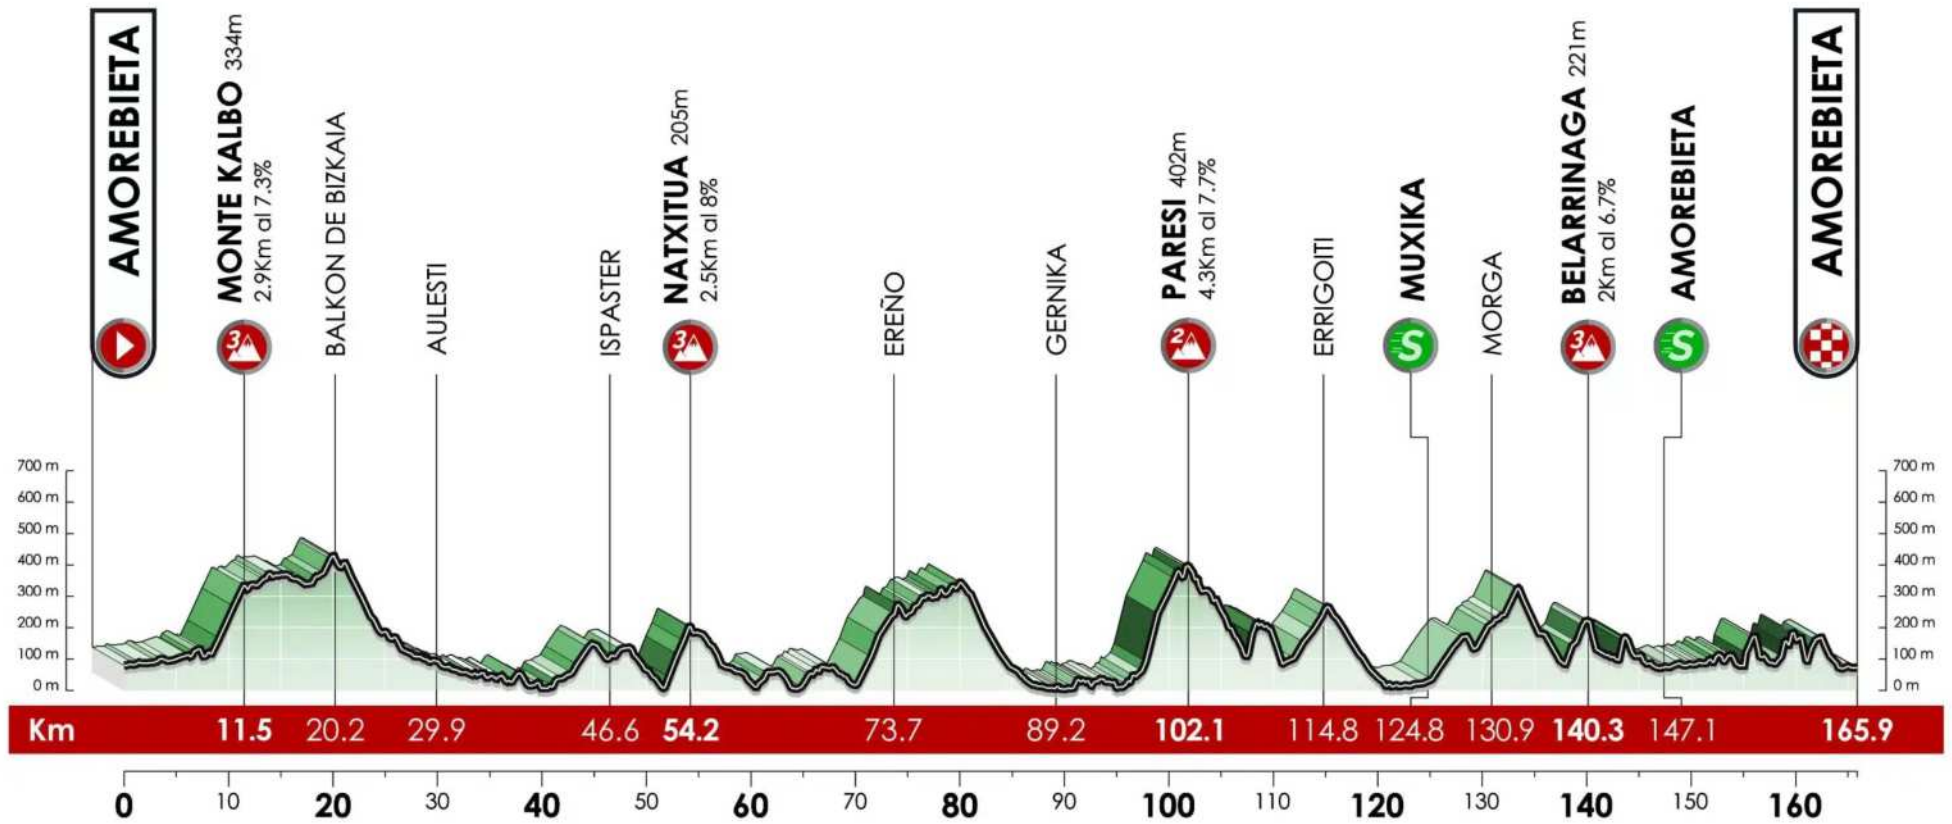 AMOREBIETA
MONTE KALBO 334m
2.9Km al 7.3%
BALKON DE BIZKAIA
AULESTI
ISPASTER
NATXITUA 205m
2.5Km al 8%
EREÑO
GERNIKA
PARESI 402m
4.3Km al 7.7%
ERRIGOITI
MUXIKA
MORGA
BELARRINAGA 221m
2Km al 6.7%
AMOREBIETA
AMOREBIETA
3
3
2
S
3
S
700 m
600 m
500 m
400 m
300 m
200 m
100 m
0 m
700 m
600 m
500 m
400 m
300 m
200 m
100 m
0 m
Km 11.5 20.2 29.9 46.6 54.2 73.7 89.2 102.1 114.8 124.8 130.9 140.3 147.1 165.9
0 10 20 30 40 50 60 70 80 90 100 110 120 130 140 150 160